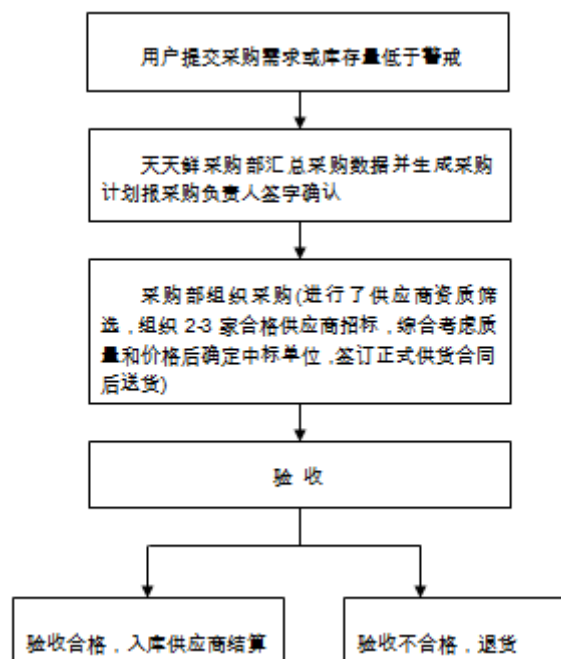 用户提交采购需求或库存量低于警戒
天天鲜采购部汇总采购数据并生成采购
计划报采购负责人签字确认
采购部组织采购(进行了供应商资质筛
选，组织 2-3 家合格供应商招标，综合考虑质
量和价格后确定中标单位，签订正式供货合同
后送货)
验 收
验收合格，入库供应商结算
验收不合格，退货